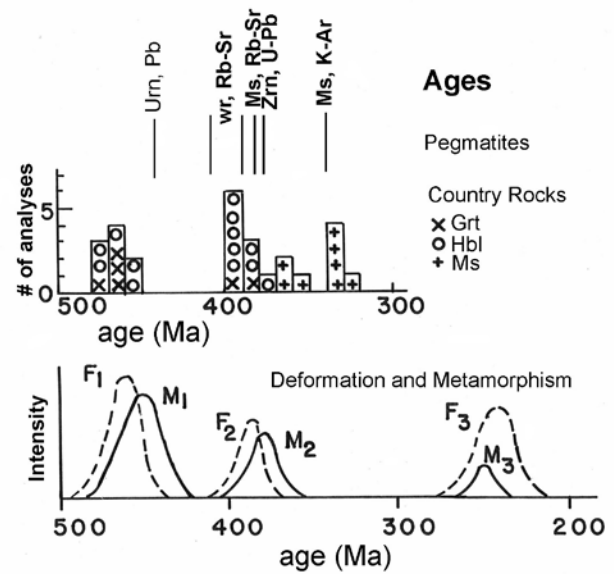 Urn, Pb
wr, Rb-Sr
Ms, Rb-Sr
Zrn, U-Pb
Ms, K-Ar
Ages
Pegmatites
Country Rocks
x Grt
o Hbl
+ Ms
# of analyses
5
0
500
400
300
age (Ma)
Deformation and Metamorphism
Intensity
F1
M1
F2
M2
F3
M3
500
400
300
200
age (Ma)